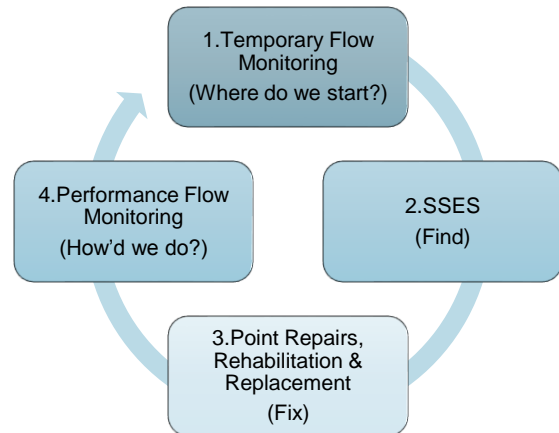 1.Temporary Flow
Monitoring
(Where do we start?)
2.SSES
(Find)
3.Point Repairs,
Rehabilitation &
Replacement
(Fix)
4.Performance Flow
Monitoring
(How’d we do?)